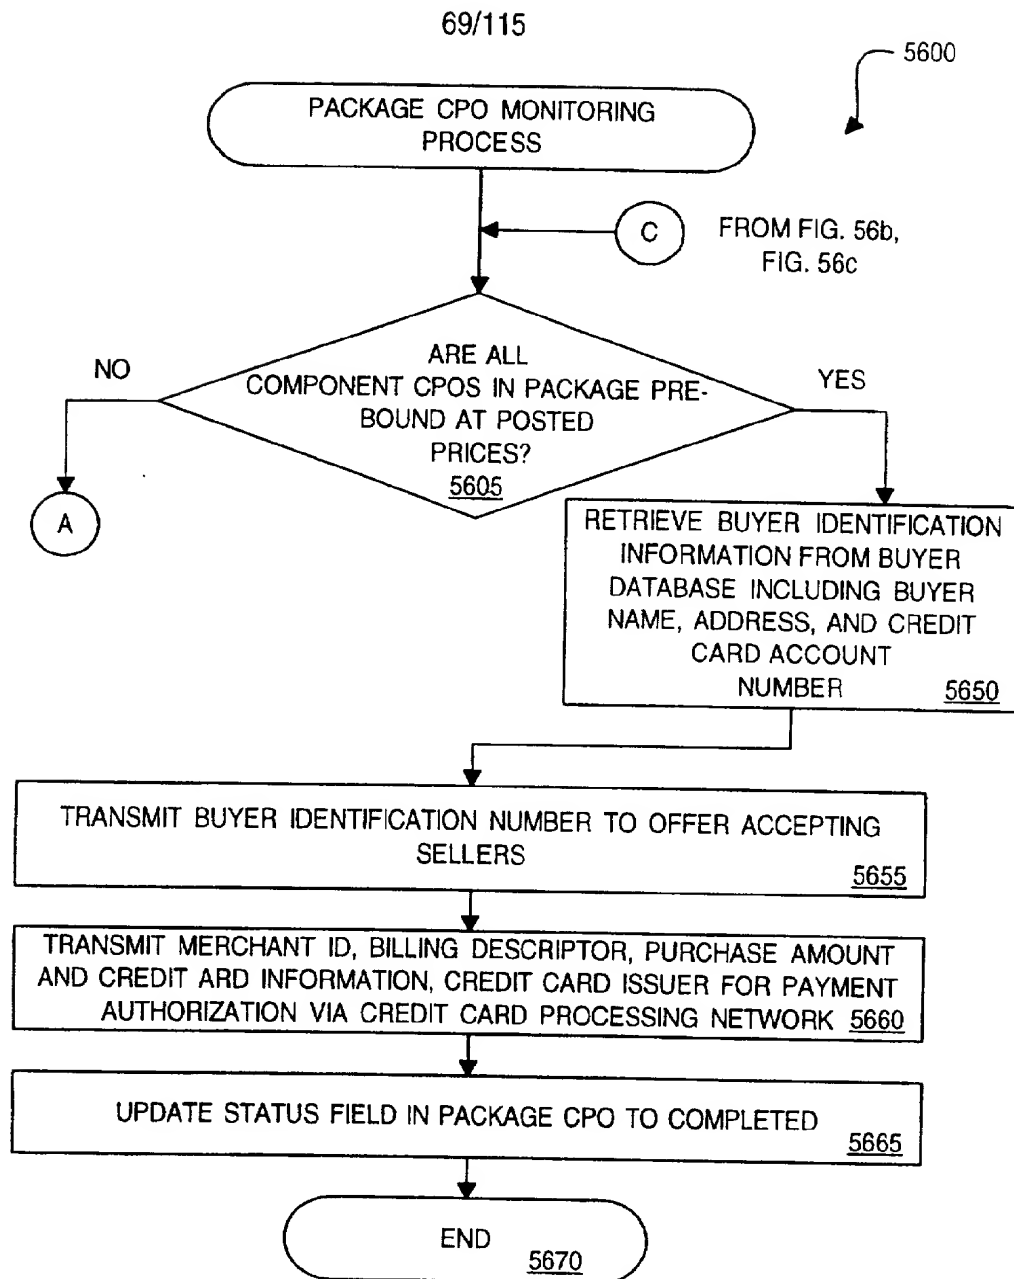 69/115
5600
PACKAGE CPO MONITORING
PROCESS
C
FROM FIG. 56b,
FIG. 56c
NO
ARE ALL
COMPONENT CPOS IN PACKAGE PRE-
BOUND AT POSTED
PRICES?
5605
YES
A
RETRIEVE BUYER IDENTIFICATION
INFORMATION FROM BUYER
DATABASE INCLUDING BUYER
NAME, ADDRESS, AND CREDIT
CARD ACCOUNT
NUMBER 5650
TRANSMIT BUYER IDENTIFICATION NUMBER TO OFFER ACCEPTING
SELLERS
5655
TRANSMIT MERCHANT ID, BILLING DESCRIPTOR, PURCHASE AMOUNT
AND CREDIT ARD INFORMATION, CREDIT CARD ISSUER FOR PAYMENT
AUTHORIZATION VIA CREDIT CARD PROCESSING NETWORK 5660
UPDATE STATUS FIELD IN PACKAGE CPO TO COMPLETED
5665
END
5670